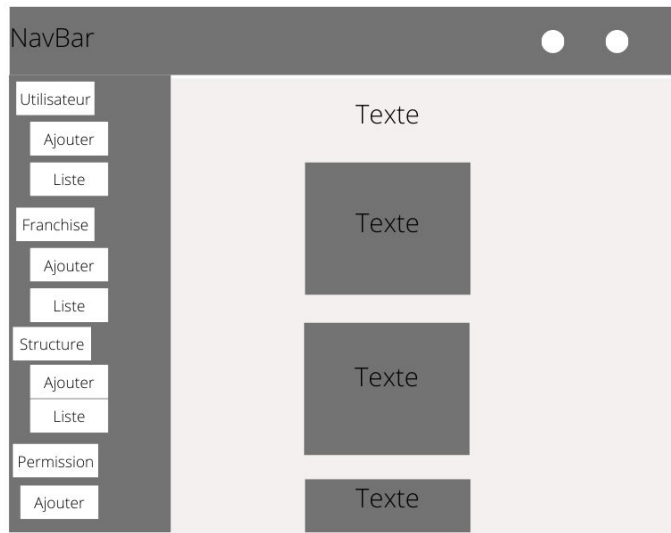 NavBar
Utilisateur
Ajouter
Liste
Franchise
Ajouter
Liste
Structure
Ajouter
Liste
Permission
Ajouter
Texte
Texte
Texte
Texte